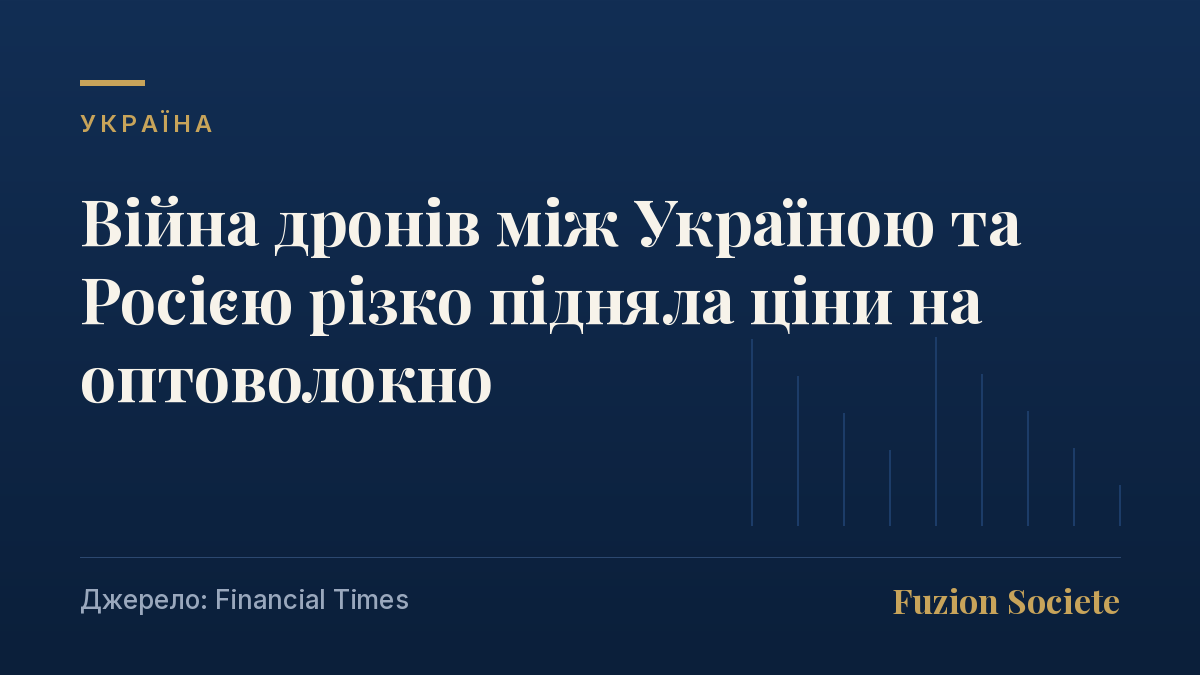 УКРАЇНА
Війна дронів між Україною та
Росією різко підняла ціни на
оптоволокно
Джерело: Financial Times
Fuzion Societe